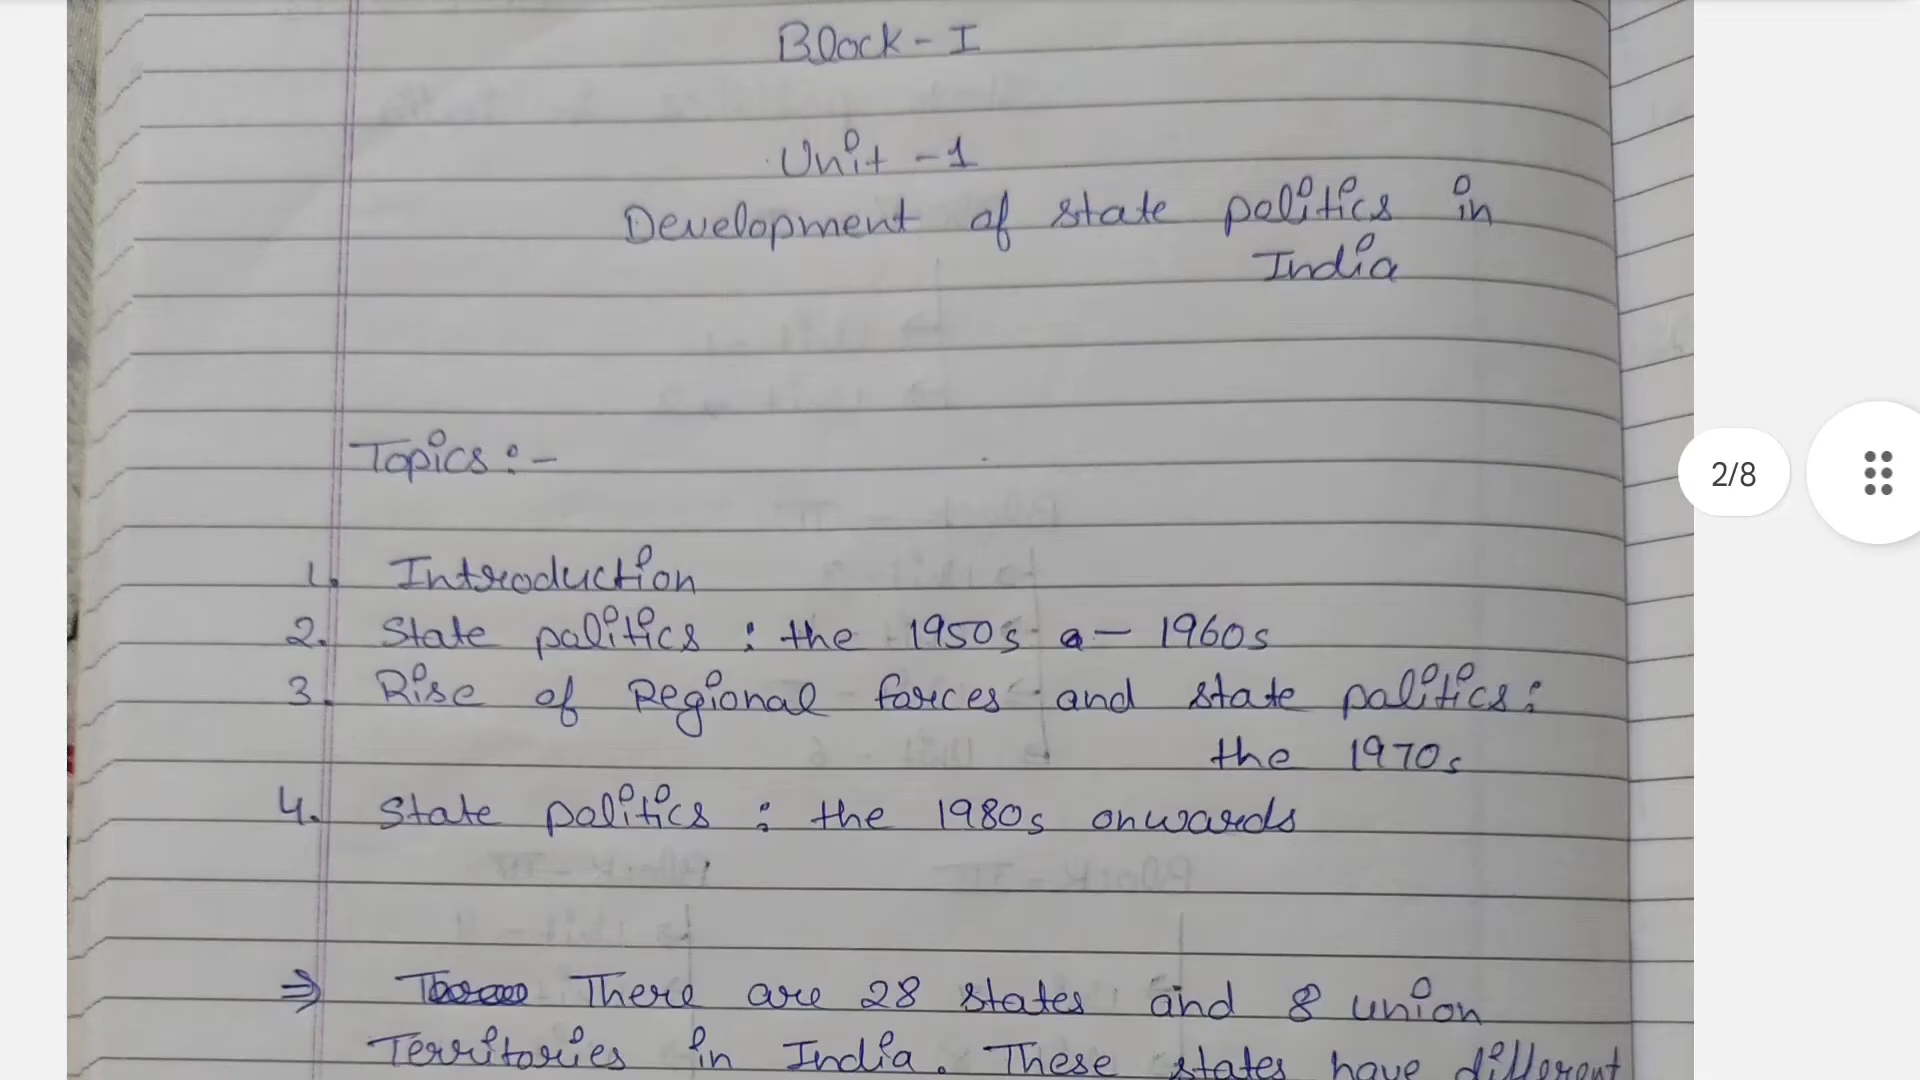 Block - I
Unit - 1
Development of state politics in
India
Topics :-
1. Introduction
2. State politics : the 1950s - 1960s
3. Rise of Regional forces and state politics :
the 1970s
4. State politics : the 1980s onwards
2/8
⇒ There are 28 states and 8 union
Territories in India. These states have different